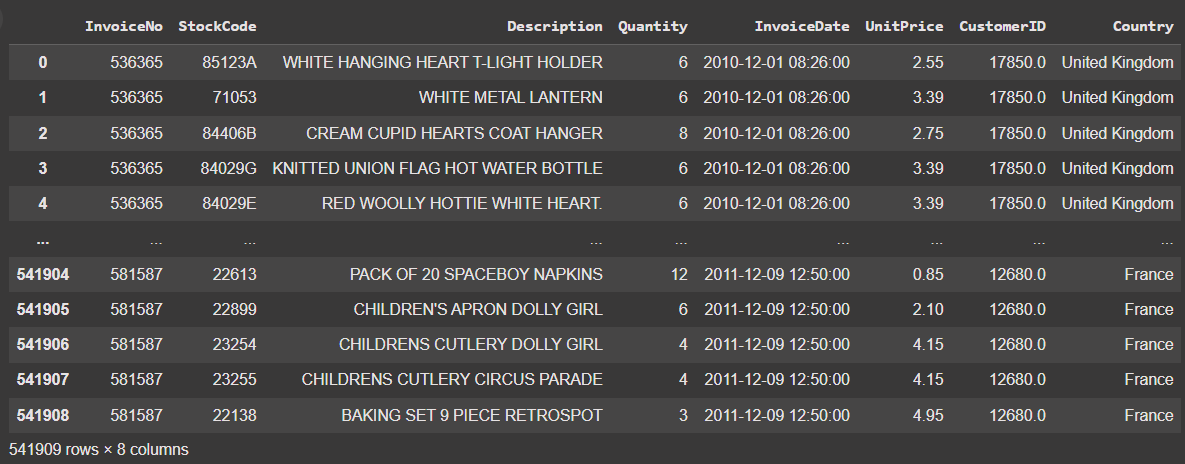 InvoiceNo StockCode Description Quantity InvoiceDate UnitPrice CustomerID Country
0 536365 85123A WHITE HANGING HEART T-LIGHT HOLDER 6 2010-12-01 08:26:00 2.55 17850.0 United Kingdom
1 536365 71053 WHITE METAL LANTERN 6 2010-12-01 08:26:00 3.39 17850.0 United Kingdom
2 536365 84406B CREAM CUPID HEARTS COAT HANGER 8 2010-12-01 08:26:00 2.75 17850.0 United Kingdom
3 536365 84029G KNITTED UNION FLAG HOT WATER BOTTLE 6 2010-12-01 08:26:00 3.39 17850.0 United Kingdom
4 536365 84029E RED WOOLLY HOTTIE WHITE HEART. 6 2010-12-01 08:26:00 3.39 17850.0 United Kingdom
... ... ... ... ... ... ... ... ...
541904 581587 22613 PACK OF 20 SPACEBOY NAPKINS 12 2011-12-09 12:50:00 0.85 12680.0 France
541905 581587 22899 CHILDREN'S APRON DOLLY GIRL 6 2011-12-09 12:50:00 2.10 12680.0 France
541906 581587 23254 CHILDRENS CUTLERY DOLLY GIRL 4 2011-12-09 12:50:00 4.15 12680.0 France
541907 581587 23255 CHILDRENS CUTLERY CIRCUS PARADE 4 2011-12-09 12:50:00 4.15 12680.0 France
541908 581587 22138 BAKING SET 9 PIECE RETROSPOT 3 2011-12-09 12:50:00 4.95 12680.0 France
541909 rows × 8 columns